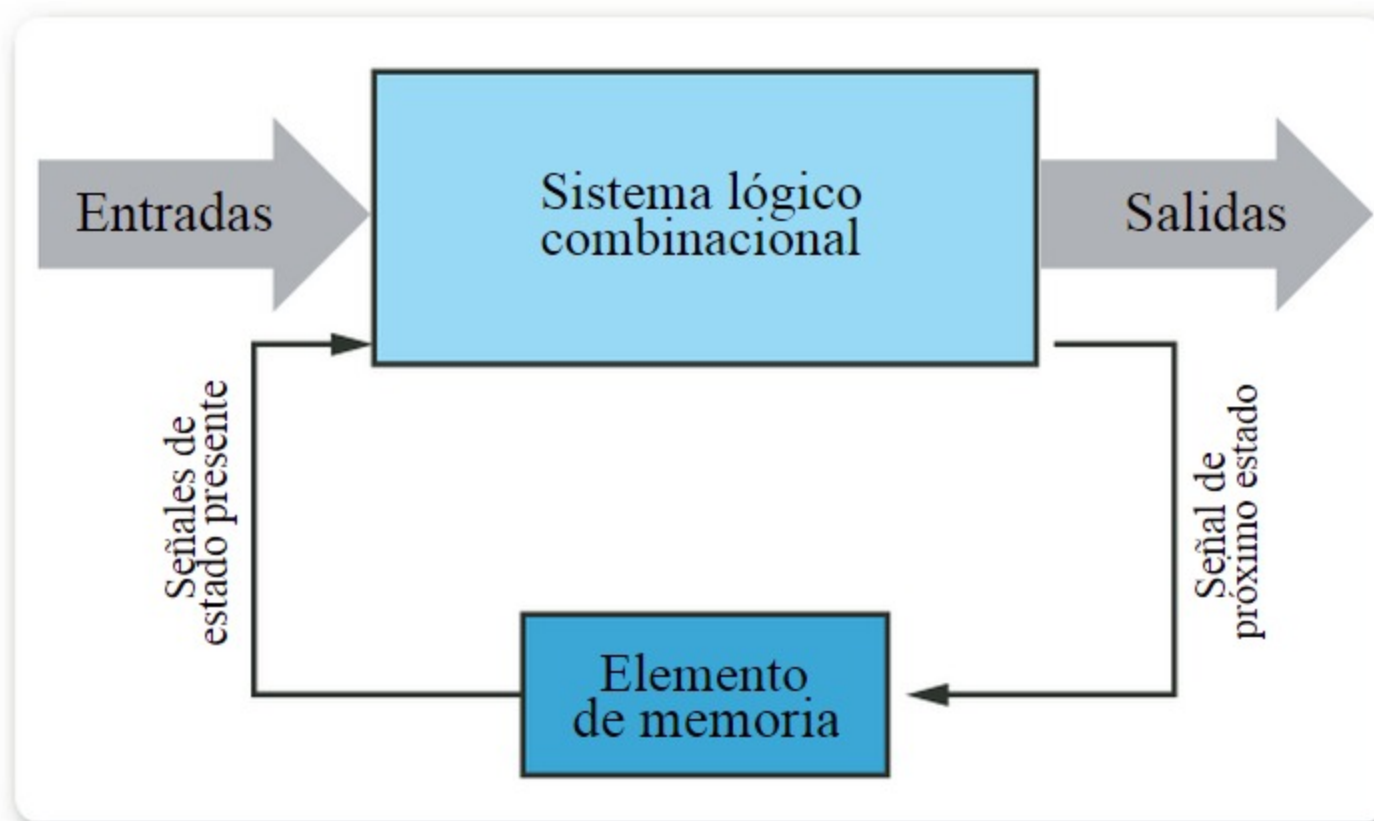 Entradas
Sistema lógico
combinacional
Salidas
Señales de
estado presente
Señal de
próximo estado
Elemento
de memoria